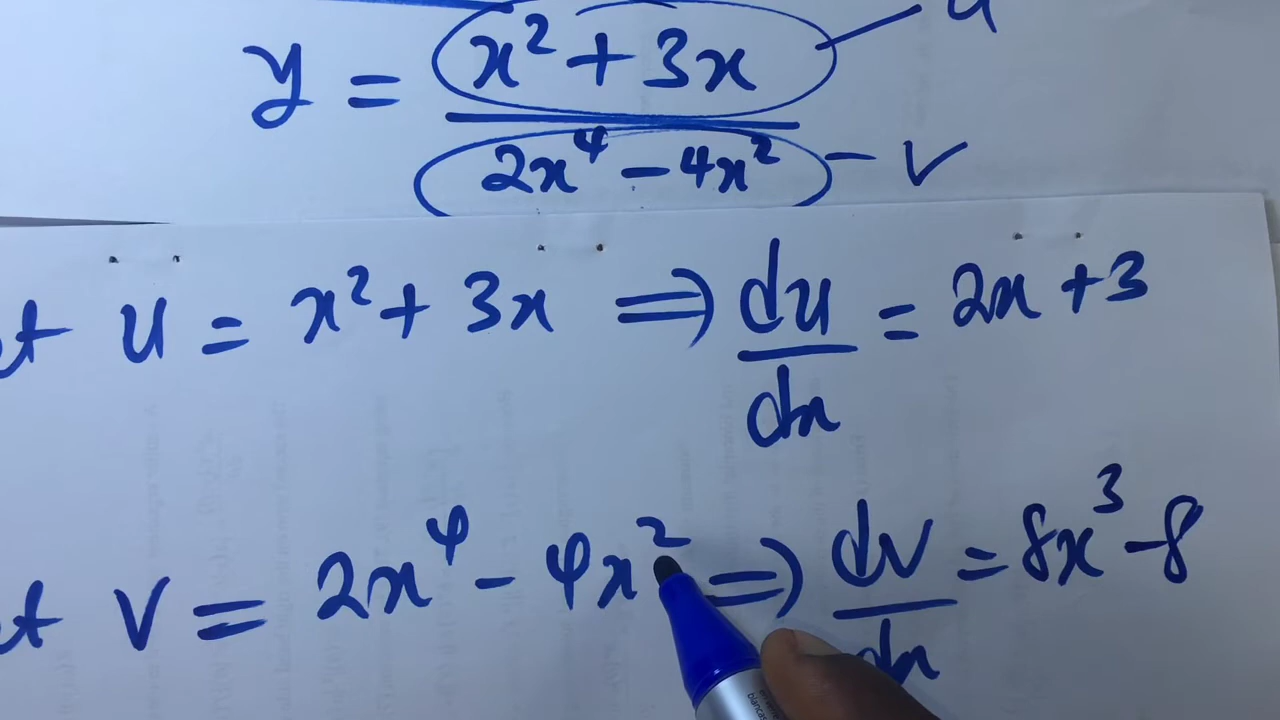 y = x² + 3x / 2x⁴ - 4x² - v
u = x² + 3x ⟹ du/dx = 2x + 3
v = 2x⁴ - 4x² ⟹ dv/dx = 8x³ - 8